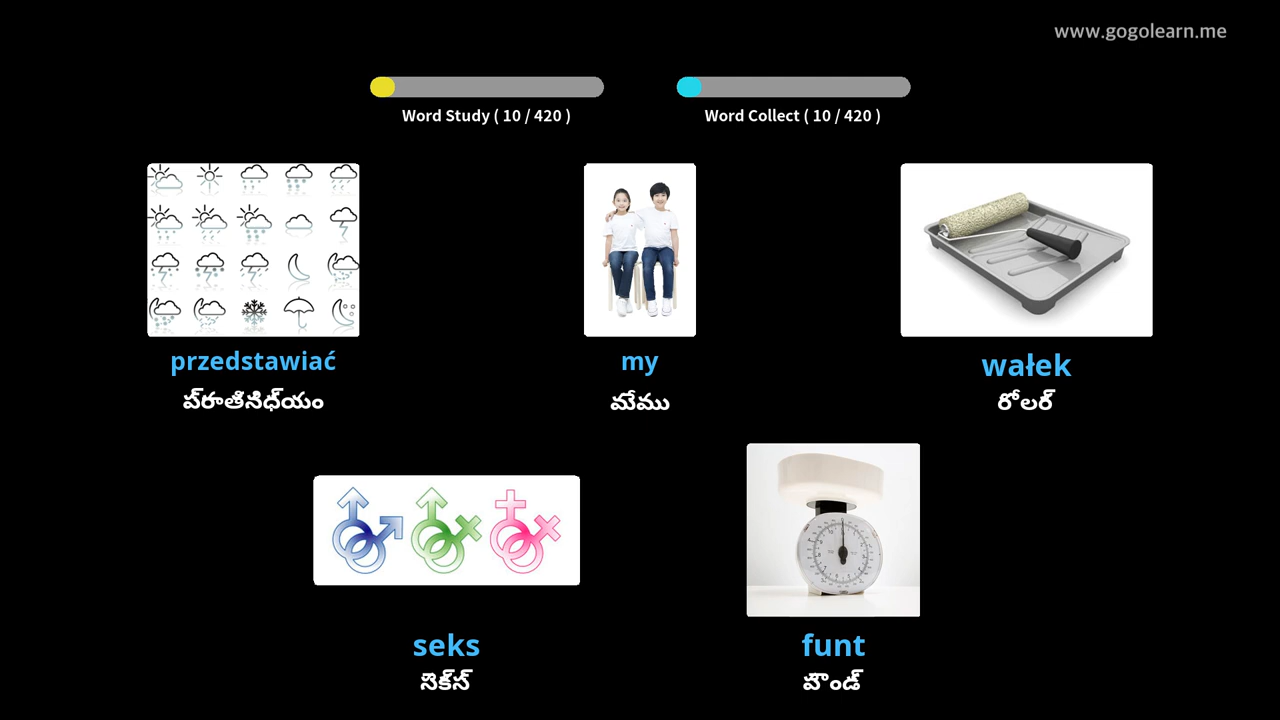 www.gogolearn.me
Word Study ( 10 / 420 )
Word Collect ( 10 / 420 )
przedstawiać
my
wałek
ప్రాతినిధ్యం
మేము
రోలర్
seks
funt
సెక్స్
పౌండ్